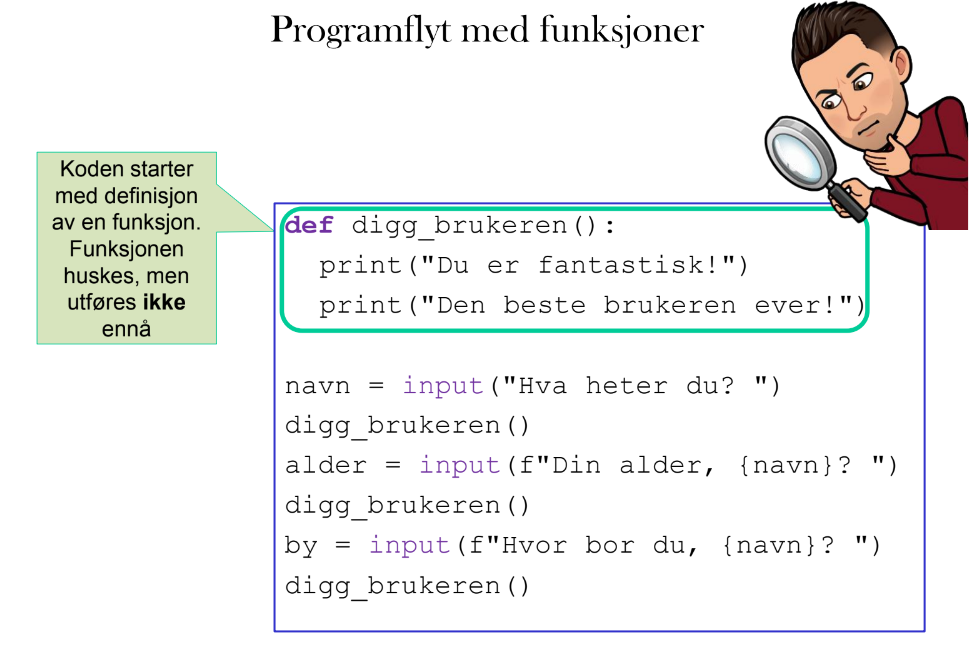 Programflyt med funksjoner
Koden starter
med definisjon
av en funksjon.
Funksjonen
huskes, men
utføres ikke
ennå
def digg_brukeren():
  print("Du er fantastisk!")
  print("Den beste brukeren ever!")
navn = input("Hva heter du? ")
digg_brukeren()
alder = input(f"Din alder, {navn}? ")
digg_brukeren()
by = input(f"Hvor bor du, {navn}? ")
digg_brukeren()